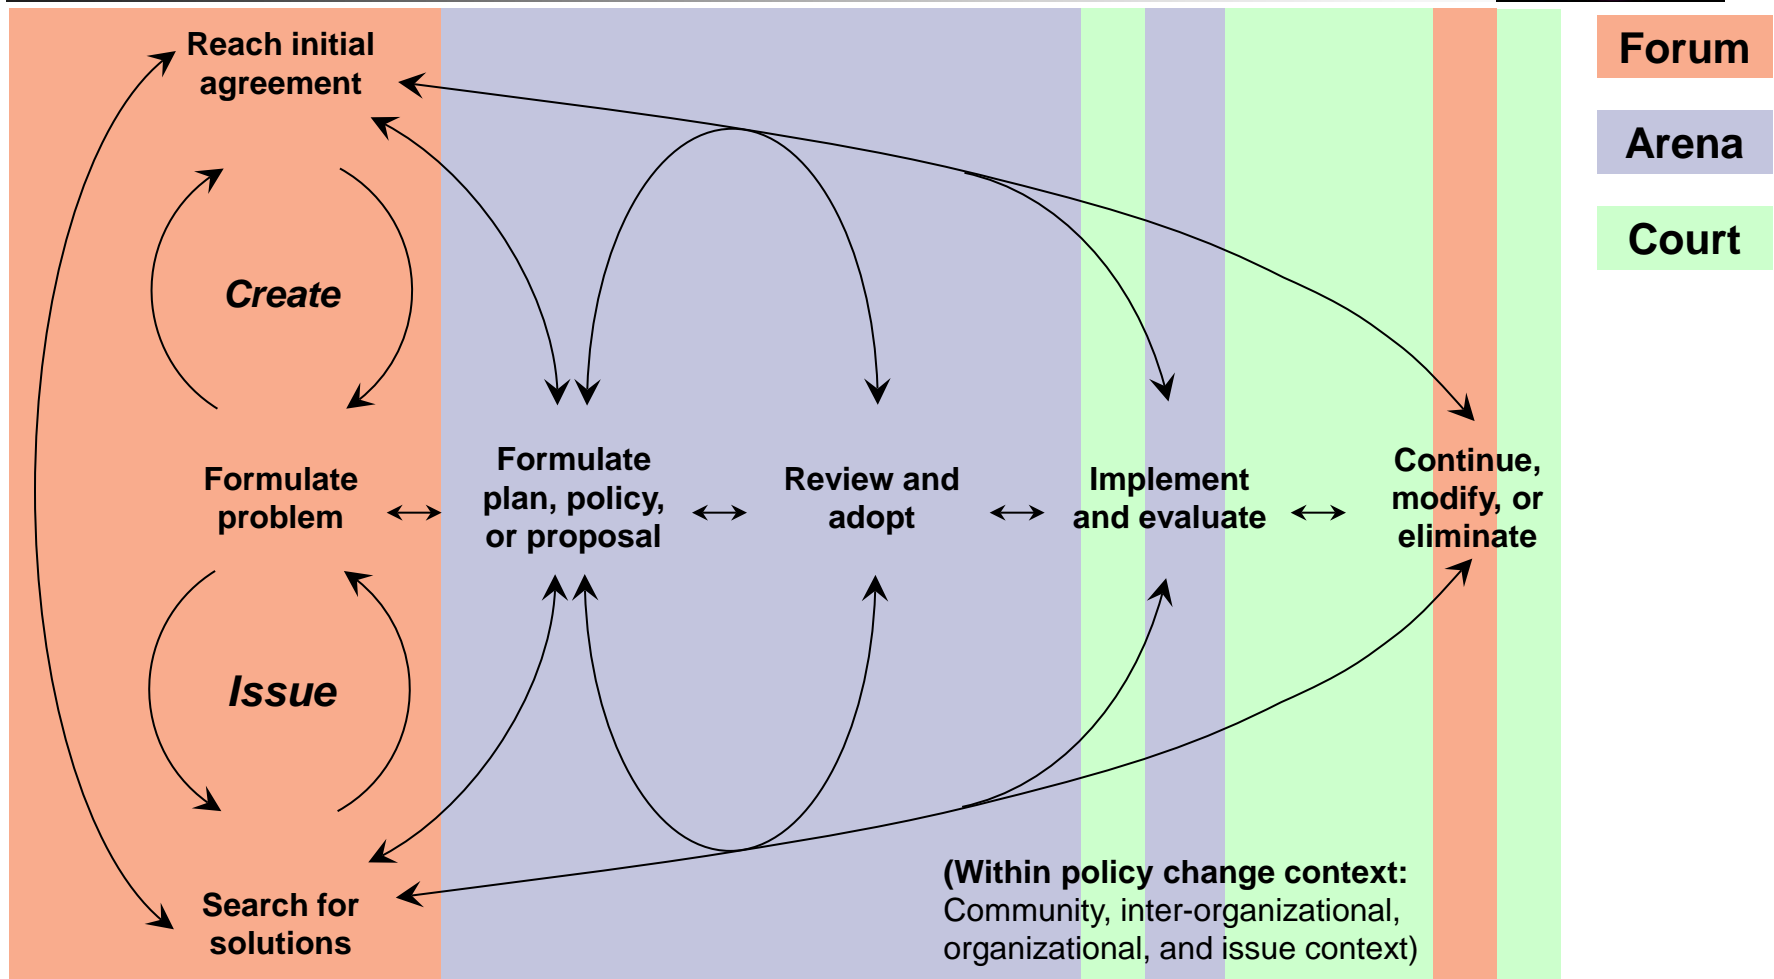 Reach initial
agreement
Create
Formulate
problem
Issue
Search for
solutions
Formulate
plan, policy,
or proposal
Review and
adopt
Implement
and evaluate
Continue,
modify, or
eliminate
(Within policy change context:
Community, inter-organizational,
organizational, and issue context)
Forum
Arena
Court